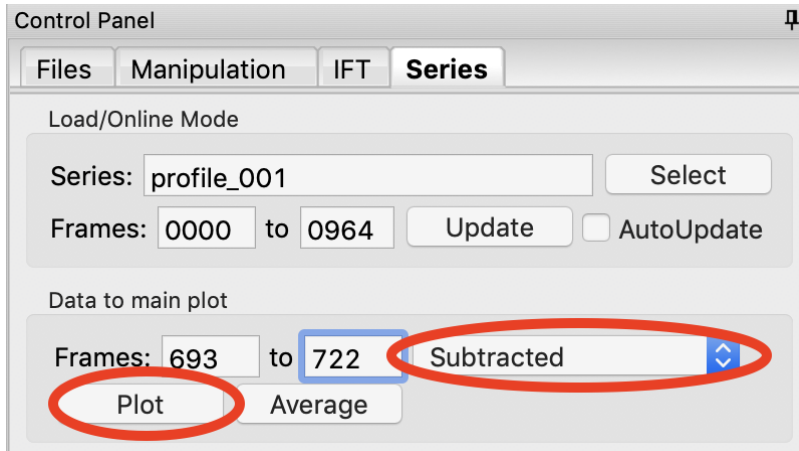 Control Panel
Files Manipulation IFT Series
Load/Online Mode
Series: profile_001 Select
Frames: 0000 to 0964 Update AutoUpdate
Data to main plot
Frames: 693 to 722 Subtracted
Plot Average